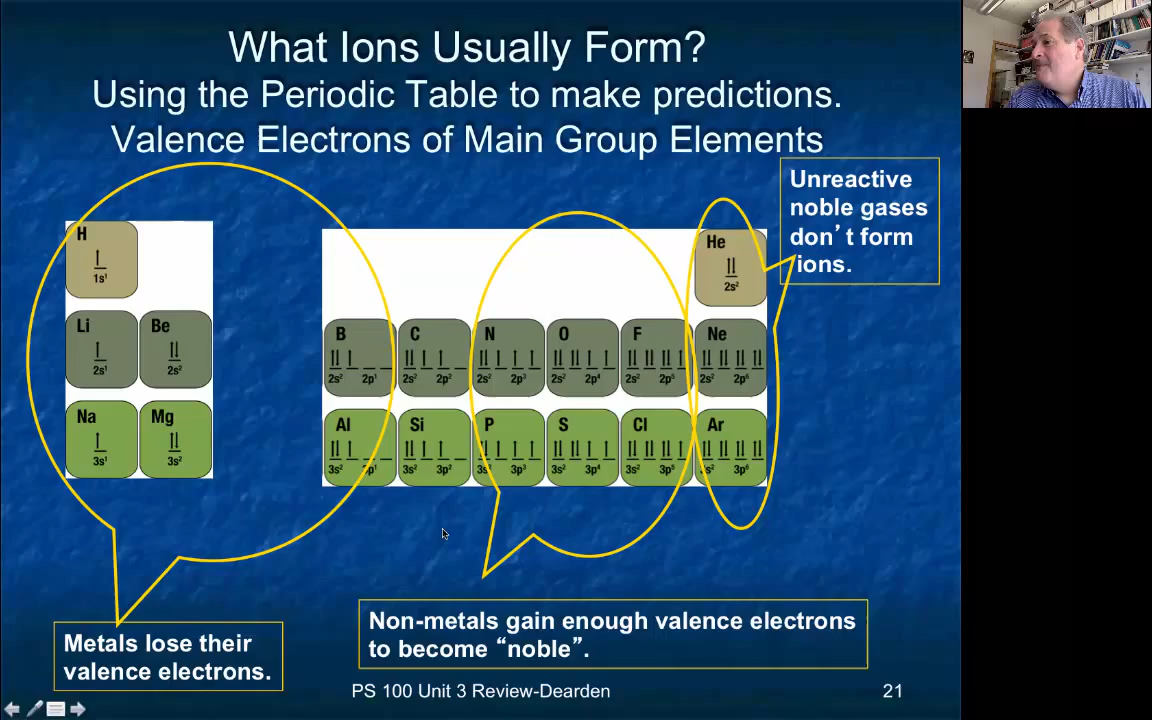 What Ions Usually Form?
Using the Periodic Table to make predictions.
Valence Electrons of Main Group Elements
Unreactive
noble gases
don't form
ions.
H
1s¹
He
2s²
Li
2s¹
Be
2s²
B
2s² 2p¹
C
2s² 2p²
N
2s² 2p³
O
2s² 2p⁴
F
2s² 2p⁵
Ne
2s² 2p⁶
Na
3s¹
Mg
3s²
Al
3s² 2p¹
Si
3s² 3p²
P
3s² 3p³
S
3s² 3p⁴
Cl
3s² 3p⁵
Ar
3s² 3p⁶
Metals lose their
valence electrons.
Non-metals gain enough valence electrons
to become “noble”.
PS 100 Unit 3 Review-Dearden
21